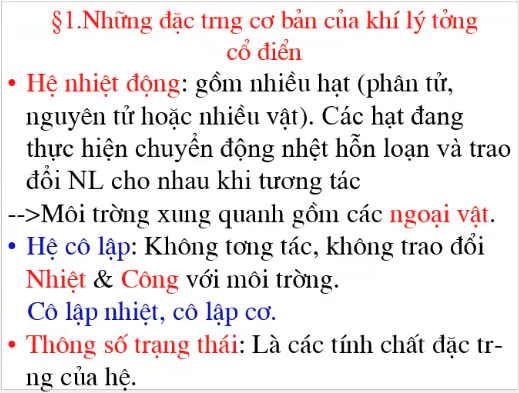 §1.Những đặc trng cơ bản của khí lý tởng
cổ điển
• Hệ nhiệt động: gồm nhiều hạt (phân tử,
nguyên tử hoặc nhiều vật). Các hạt đang
thực hiện chuyển động nhệt hỗn loạn và trao
đổi NL cho nhau khi tương tác
-->Môi trờng xung quanh gồm các ngoại vật.
• Hệ cô lập: Không tơng tác, không trao đổi
Nhiệt & Công với môi trờng.
Cô lập nhiệt, cô lập cơ.
• Thông số trạng thái: Là các tính chất đặc tr-
ng của hệ.